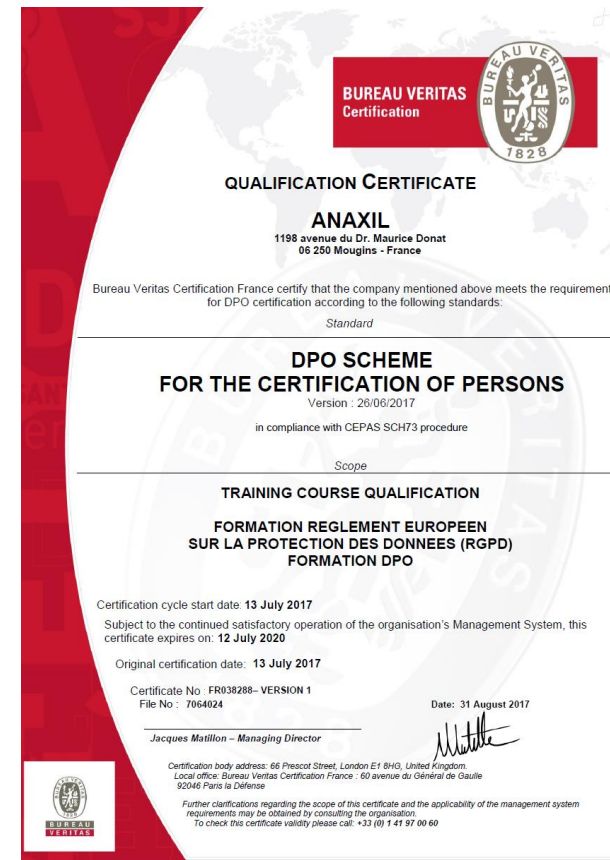 BUREAU VERITAS
Certification
BUREAU VERITAS
1828
QUALIFICATION CERTIFICATE
ANAXIL
1198 avenue du Dr. Maurice Donat
06 250 Mougins - France
Bureau Veritas Certification France certify that the company mentioned above meets the requirement
for DPO certification according to the following standards:
Standard
DPO SCHEME
FOR THE CERTIFICATION OF PERSONS
Version : 26/06/2017
in compliance with CEPAS SCH73 procedure
Scope
TRAINING COURSE QUALIFICATION
FORMATION REGLEMENT EUROPEEN
SUR LA PROTECTION DES DONNEES (RGPD)
FORMATION DPO
Certification cycle start date: 13 July 2017
Subject to the continued satisfactory operation of the organisation's Management System, this
certificate expires on: 12 July 2020
Original certification date: 13 July 2017
Certificate No : FR038288– VERSION 1
File No : 7064024
Date: 31 August 2017
Jacques Matillon – Managing Director
Certification body address: 66 Prescot Street, London E1 8HG, United Kingdom.
Local office: Bureau Veritas Certification France : 60 avenue du Général de Gaulle
92046 Paris la Défense
Further clarifications regarding the scope of this certificate and the applicability of the management system
requirements may be obtained by consulting the organisation.
To check this certificate validity please call: +33 (0) 1 41 97 00 60
BUREAU
VERITAS